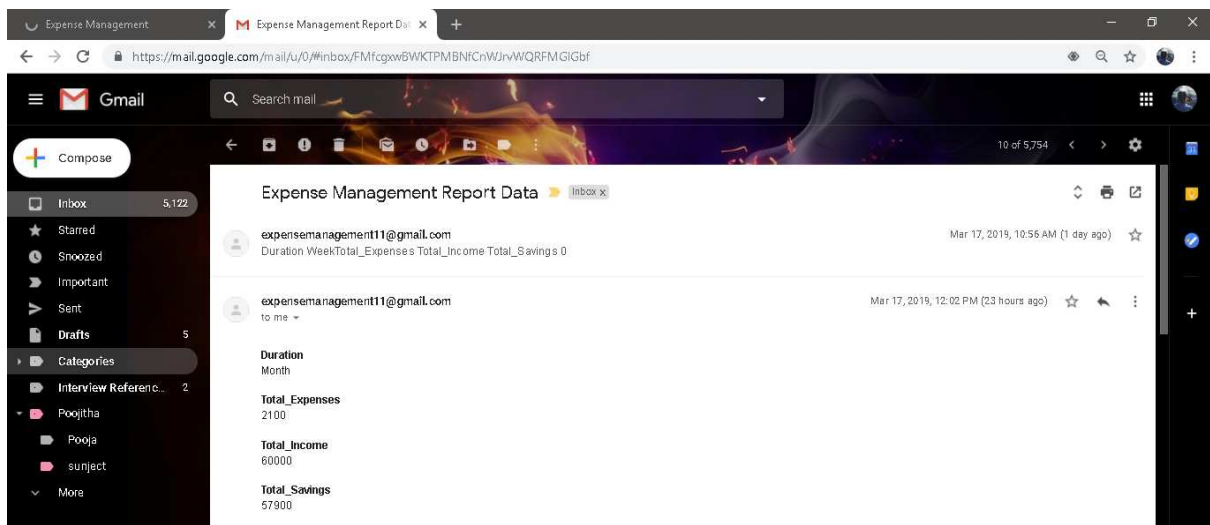 Expense Management
Expense Management Report Dat
https://mail.google.com/mail/u/0/#inbox/FMfcgxwBWKTPMBNfCnWJrvWQRFMGlGbf
Gmail
Search mail
Compose
10 of 5,754
Inbox 5,122
Starred
Snoozed
Important
Sent
Drafts 5
Categories
Interview Referenc... 2
Poojitha
Pooja
sunject
More
Expense Management Report Data Inbox x
expensemanagement11@gmail.com Mar 17, 2019, 10:56 AM (1 day ago)
Duration WeekTotal_Expenses Total_Income Total_Savings 0
expensemanagement11@gmail.com Mar 17, 2019, 12:02 PM (23 hours ago)
to me
Duration
Month
Total_Expenses
2100
Total_Income
60000
Total_Savings
57900